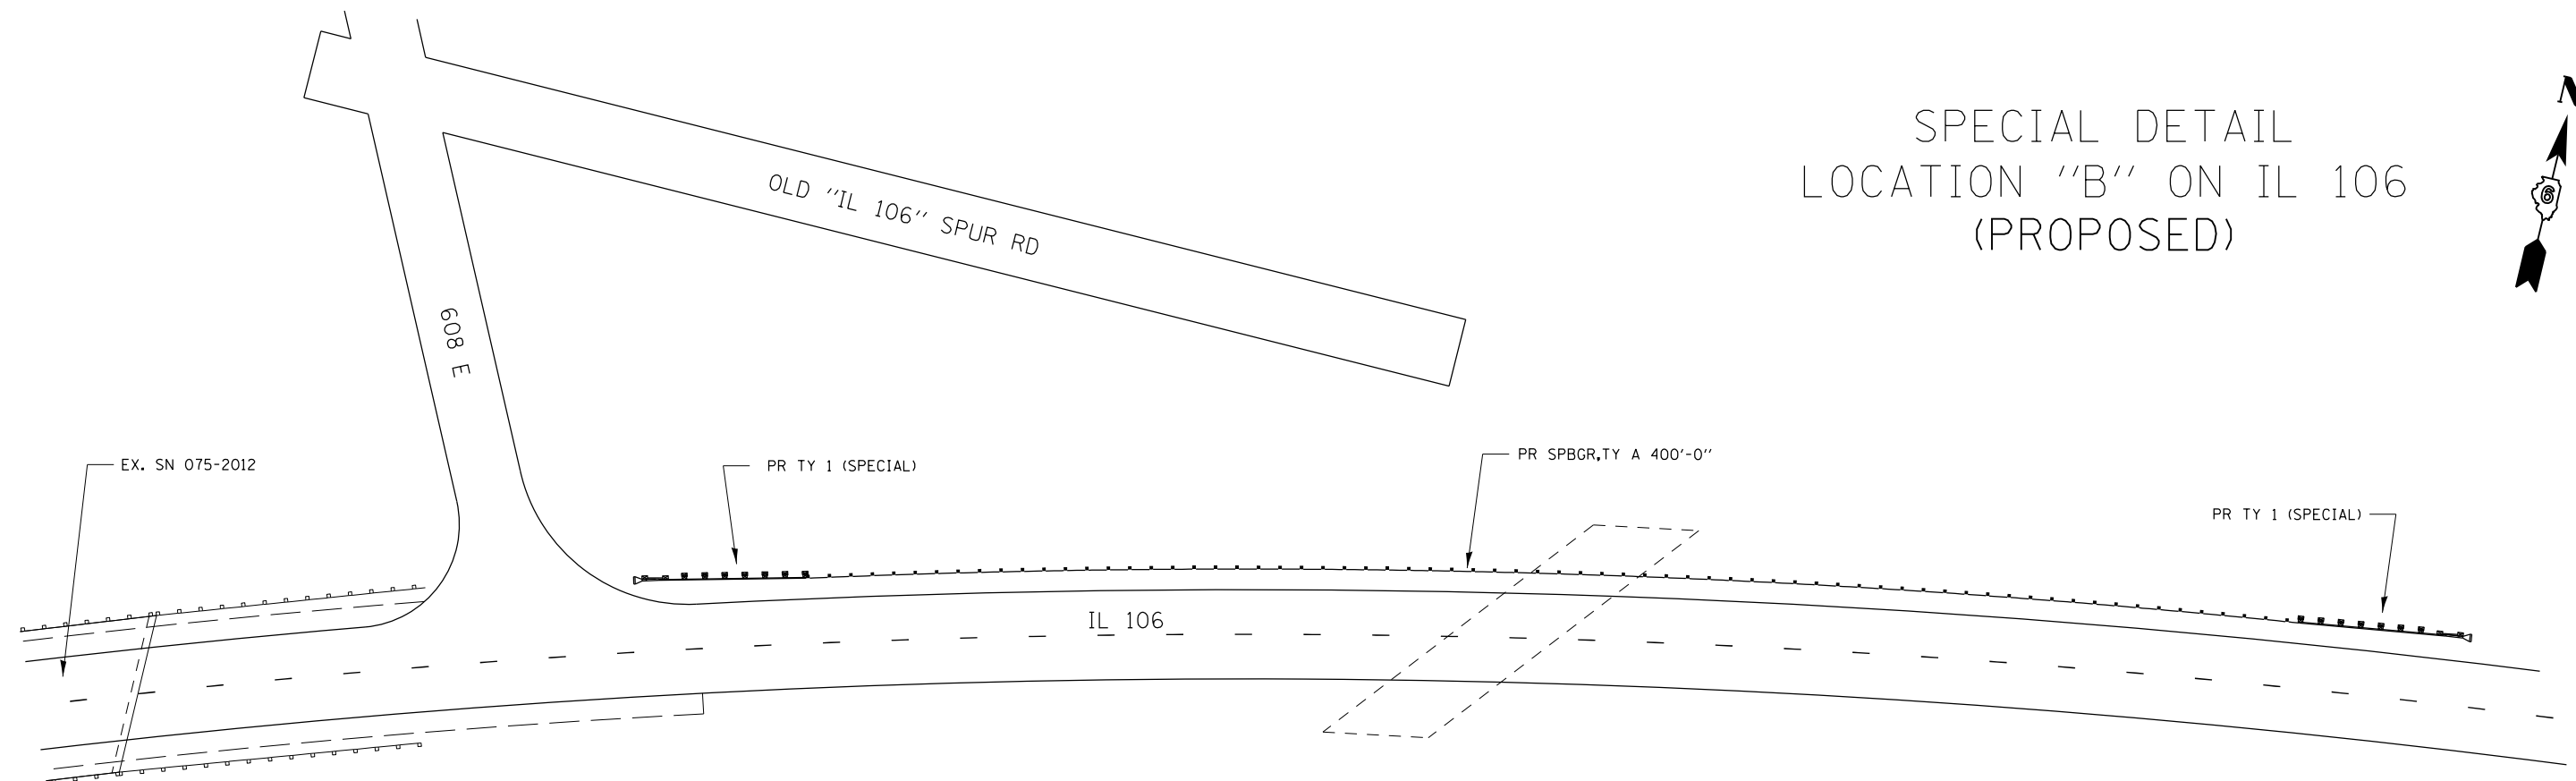 SPECIAL DETAIL
LOCATION "B" ON IL 106
(PROPOSED)
N
6
OLD "IL 106" SPUR RD
608 E
EX. SN 075-2012
PR TY 1 (SPECIAL)
PR SPBGR,TY A 400'-0"
PR TY 1 (SPECIAL)
IL 106